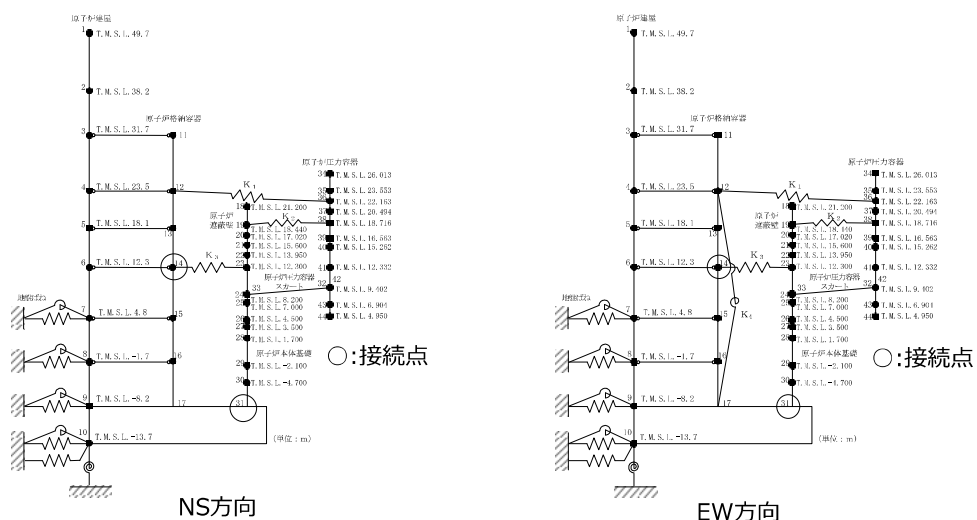 原子炉建屋
1 T.M.S.L.49.7
2 T.M.S.L.38.2
原子炉格納容器
3 T.M.S.L.31.7 11
原子炉圧力容器
34 T.M.S.L.26.013
K₁
4 T.M.S.L.23.5 12
35 T.M.S.L.23.553
36 T.M.S.L.22.163
18 T.M.S.L.21.200
37 T.M.S.L.20.494
原子炉
遮蔽壁
K₂
38 T.M.S.L.18.716
5 T.M.S.L.18.1 13
19 T.M.S.L.18.440
20 T.M.S.L.17.020
39 T.M.S.L.16.563
21 T.M.S.L.15.600
40 T.M.S.L.15.262
22 T.M.S.L.13.950
K₃
6 T.M.S.L.12.3 14
23 T.M.S.L.12.300
41 T.M.S.L.12.332
原子炉圧力容器
スカート
42
33
32 T.M.S.L.9.402
地盤ばね
24 T.M.S.L.8.200
25 T.M.S.L.7.000
43 T.M.S.L.6.904
7 T.M.S.L.4.8 15
26 T.M.S.L.4.500
44 T.M.S.L.4.950
27 T.M.S.L.3.500
28 T.M.S.L.1.700
原子炉本体基礎
○:接続点
8 T.M.S.L.-1.7 16
29 T.M.S.L.-2.100
30 T.M.S.L.-4.700
9 T.M.S.L.-8.2 17 31
10 T.M.S.L.-13.7
(単位:m)
NS方向
原子炉建屋
1 T.M.S.L.49.7
2 T.M.S.L.38.2
原子炉格納容器
3 T.M.S.L.31.7 11
原子炉圧力容器
34 T.M.S.L.26.013
K₁
4 T.M.S.L.23.5 12
35 T.M.S.L.23.553
36 T.M.S.L.22.163
18 T.M.S.L.21.200
37 T.M.S.L.20.494
原子炉
遮蔽壁
K₂
38 T.M.S.L.18.716
5 T.M.S.L.18.1 13
19 T.M.S.L.18.440
20 T.M.S.L.17.020
39 T.M.S.L.16.563
21 T.M.S.L.15.600
40 T.M.S.L.15.262
22 T.M.S.L.13.950
K₃
6 T.M.S.L.12.3 14
23 T.M.S.L.12.300
41 T.M.S.L.12.332
原子炉圧力容器
スカート
42
33
32 T.M.S.L.9.402
地盤ばね
24 T.M.S.L.8.200
25 T.M.S.L.7.000
43 T.M.S.L.6.904
7 T.M.S.L.4.8 15
26 T.M.S.L.4.500
44 T.M.S.L.4.950
27 T.M.S.L.3.500
28 T.M.S.L.1.700
原子炉本体基礎
○:接続点
8 T.M.S.L.-1.7 16
29 T.M.S.L.-2.100
30 T.M.S.L.-4.700
9 T.M.S.L.-8.2 17 31
10 T.M.S.L.-13.7
(単位:m)
EW方向